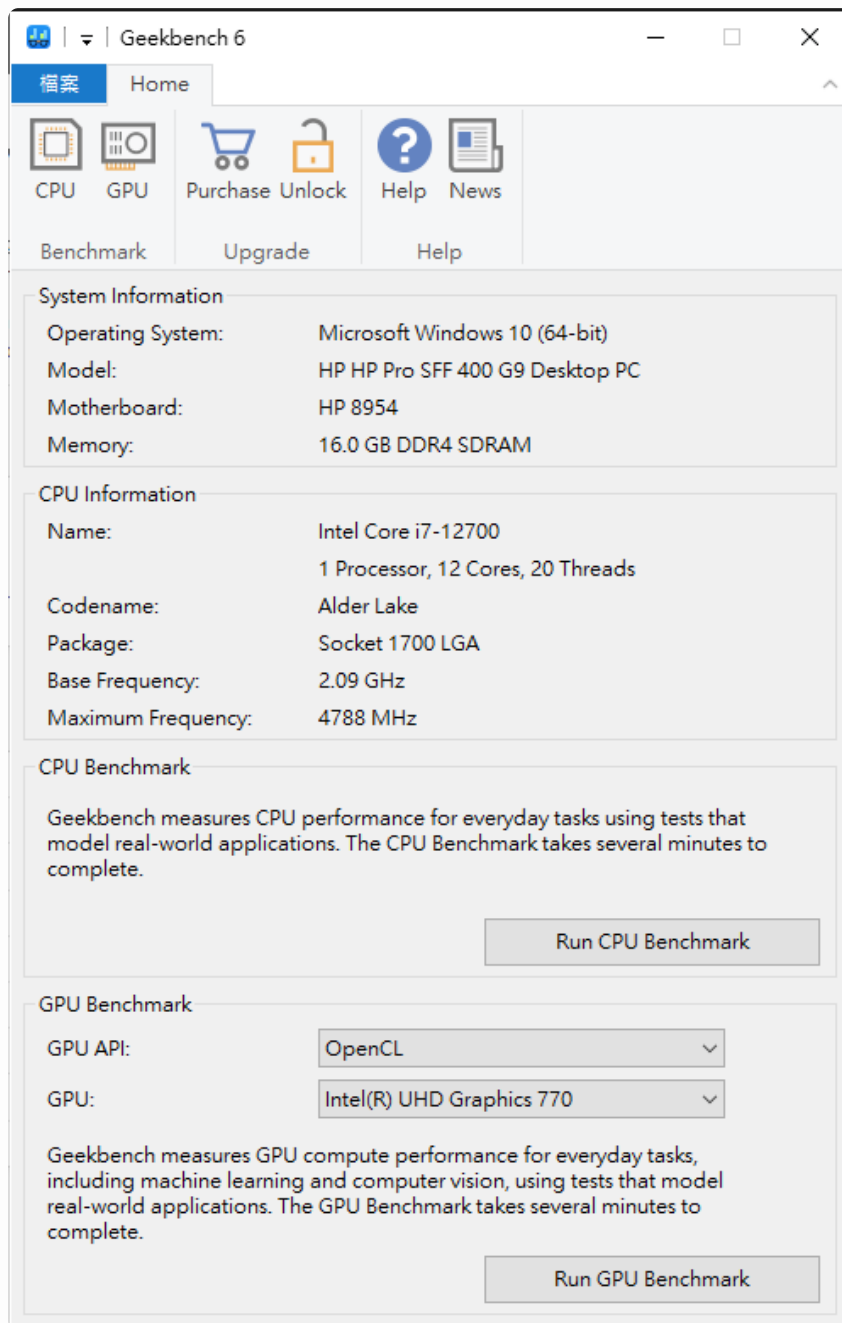 Geekbench 6
檔案 Home
CPU GPU Purchase Unlock Help News
Benchmark Upgrade Help
System Information
Operating System: Microsoft Windows 10 (64-bit)
Model: HP HP Pro SFF 400 G9 Desktop PC
Motherboard: HP 8954
Memory: 16.0 GB DDR4 SDRAM
CPU Information
Name: Intel Core i7-12700
1 Processor, 12 Cores, 20 Threads
Codename: Alder Lake
Package: Socket 1700 LGA
Base Frequency: 2.09 GHz
Maximum Frequency: 4788 MHz
CPU Benchmark
Geekbench measures CPU performance for everyday tasks using tests that
model real-world applications. The CPU Benchmark takes several minutes to
complete.
Run CPU Benchmark
GPU Benchmark
GPU API: OpenCL
GPU: Intel(R) UHD Graphics 770
Geekbench measures GPU compute performance for everyday tasks,
including machine learning and computer vision, using tests that model
real-world applications. The GPU Benchmark takes several minutes to
complete.
Run GPU Benchmark